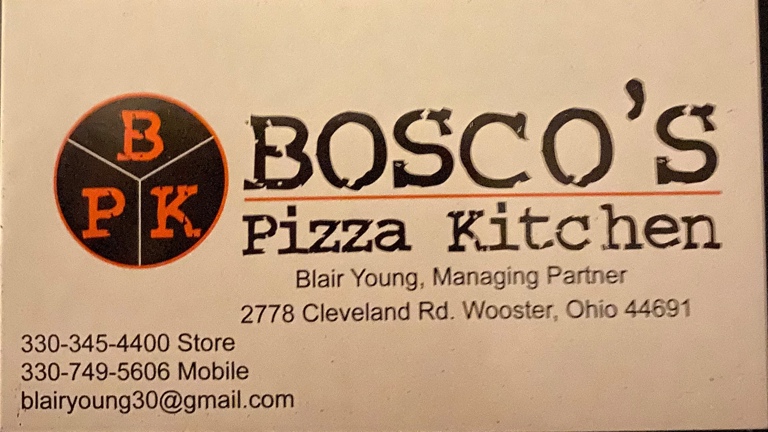 B
P K
BOSCO'S
Pizza Kitchen
Blair Young, Managing Partner
2778 Cleveland Rd. Wooster, Ohio 44691
330-345-4400 Store
330-749-5606 Mobile
blairyoung30@gmail.com